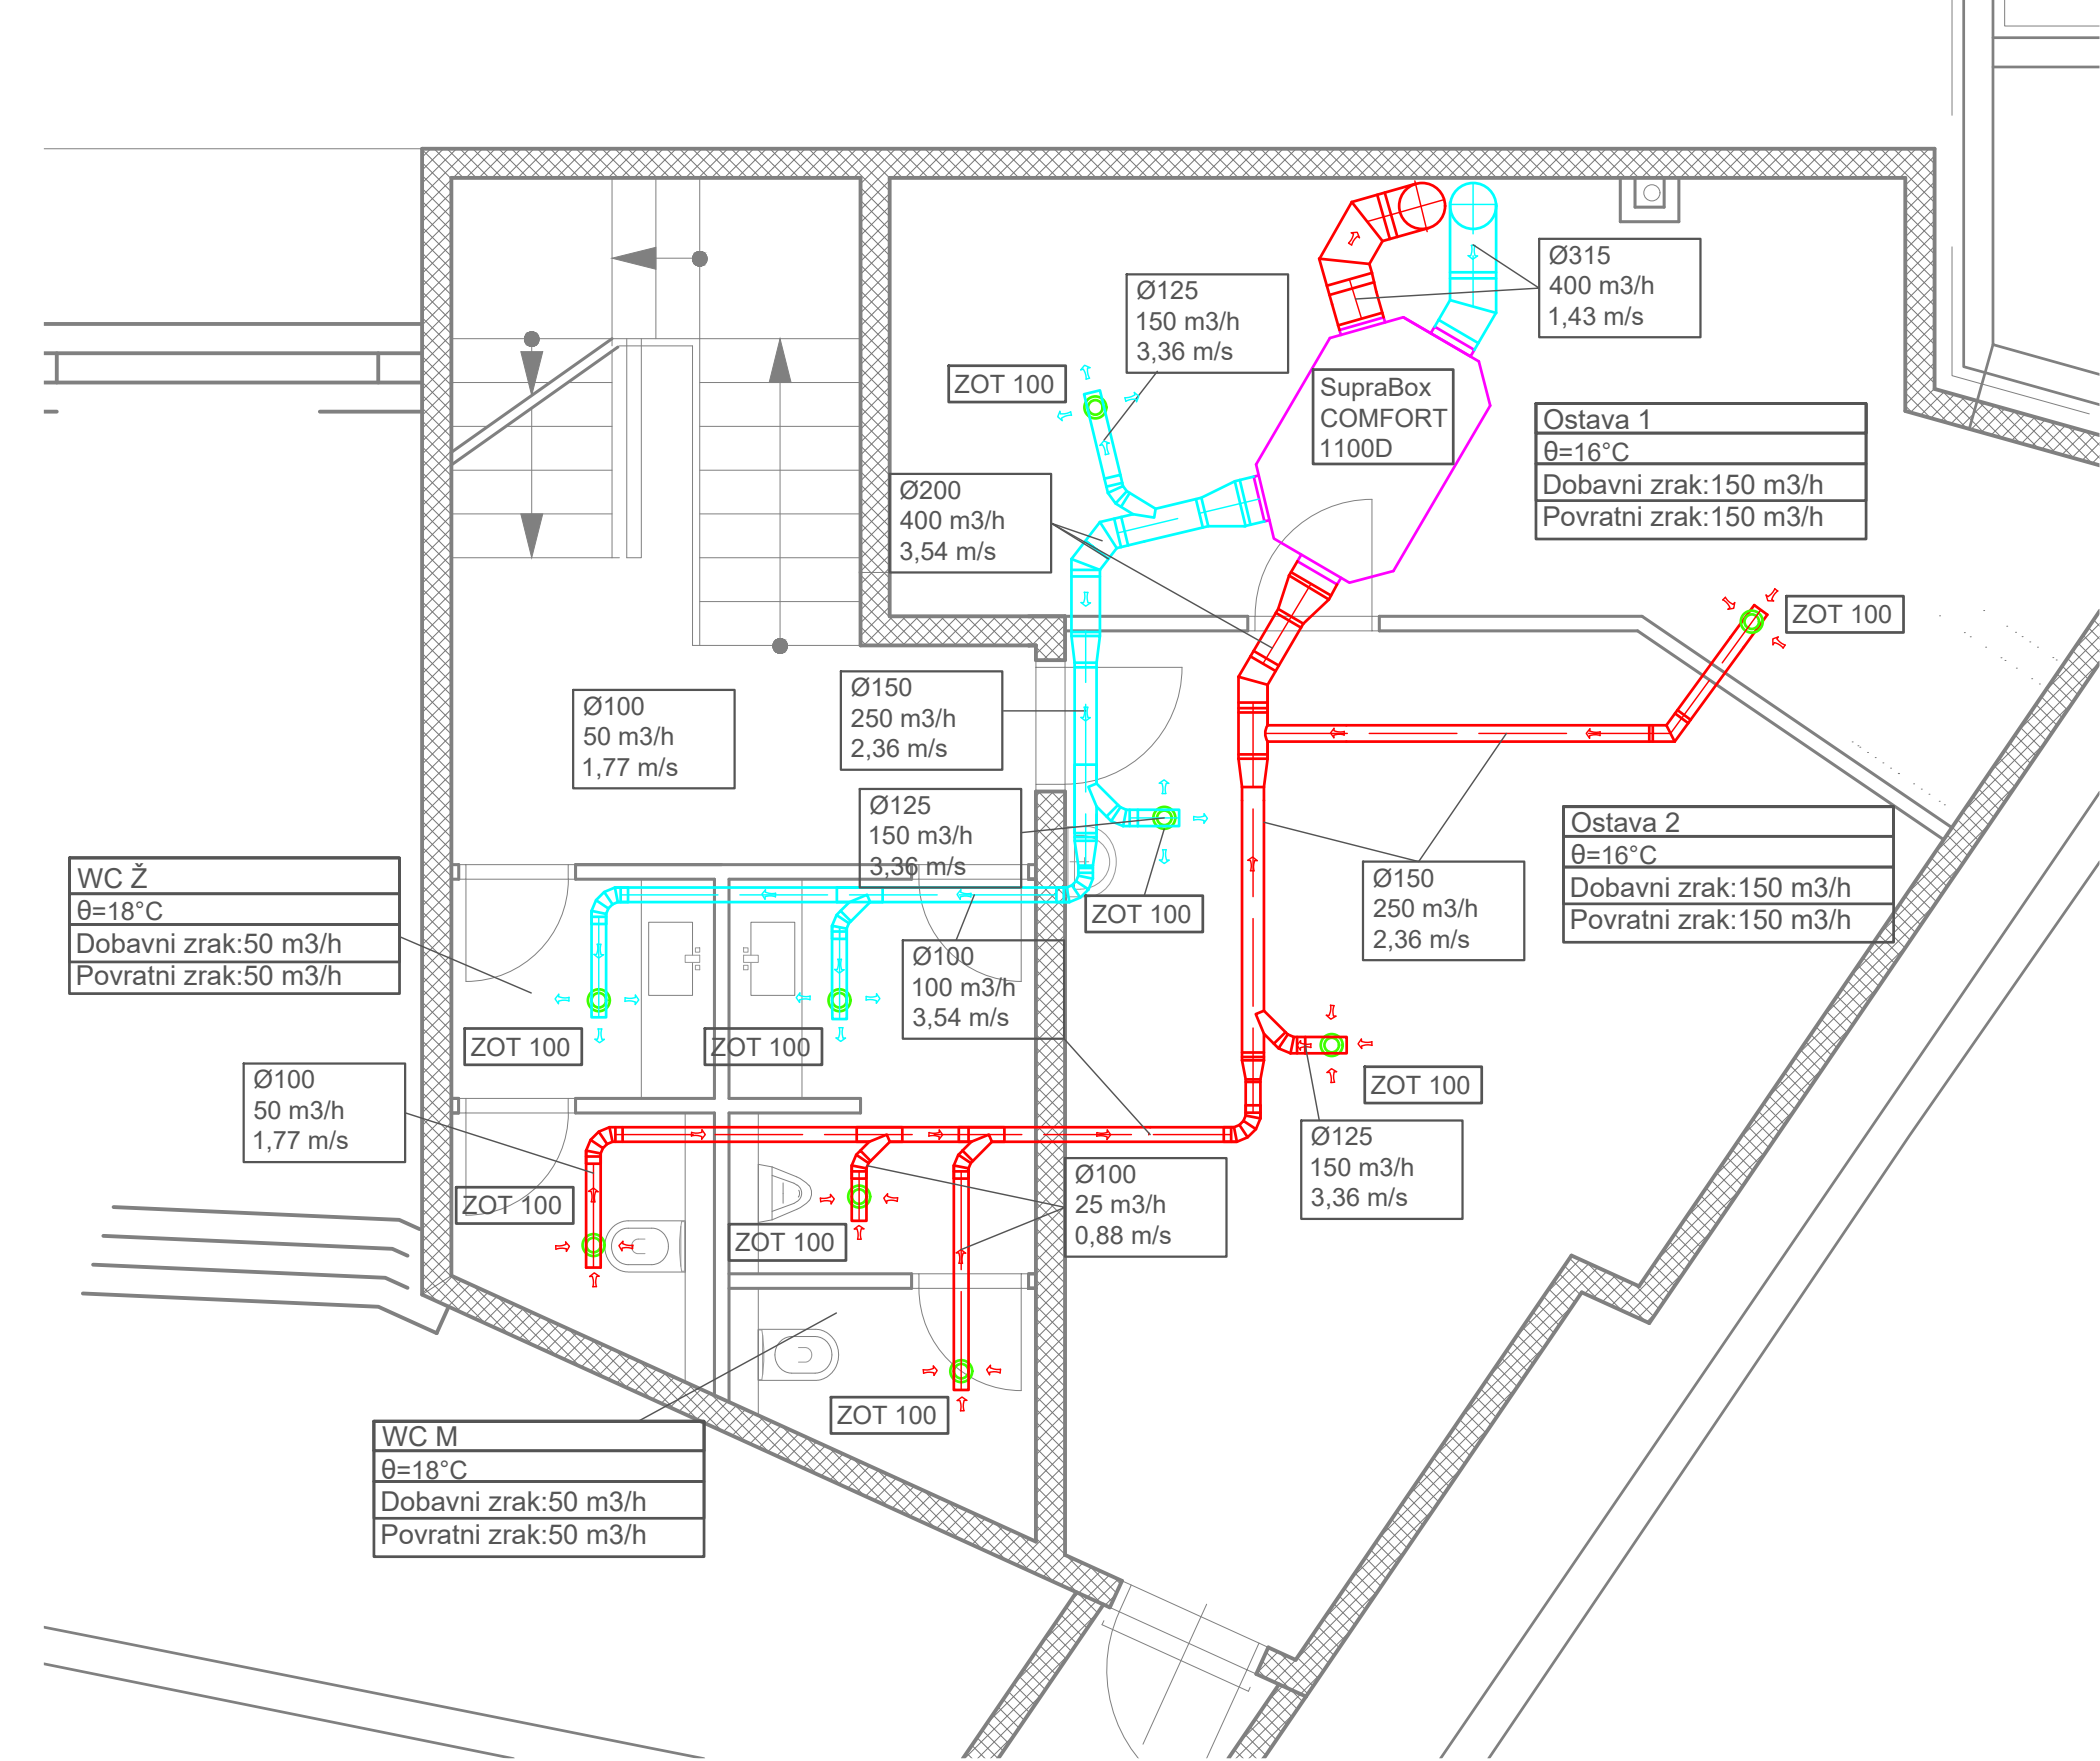 Ø315
400 m3/h
1,43 m/s
Ø125
150 m3/h
3,36 m/s
ZOT 100
SupraBox
COMFORT
1100D
Ostava 1
θ=16°C
Dobavni zrak:150 m3/h
Povratni zrak:150 m3/h
Ø200
400 m3/h
3,54 m/s
ZOT 100
Ø150
250 m3/h
2,36 m/s
Ø100
50 m3/h
1,77 m/s
Ø125
150 m3/h
3,36 m/s
Ostava 2
θ=16°C
Dobavni zrak:150 m3/h
Povratni zrak:150 m3/h
WC Ž
θ=18°C
Dobavni zrak:50 m3/h
Povratni zrak:50 m3/h
Ø150
250 m3/h
2,36 m/s
ZOT 100
Ø100
100 m3/h
3,54 m/s
ZOT 100
ZOT 100
ZOT 100
Ø100
50 m3/h
1,77 m/s
Ø125
150 m3/h
3,36 m/s
Ø100
25 m3/h
0,88 m/s
ZOT 100
ZOT 100
ZOT 100
WC M
θ=18°C
Dobavni zrak:50 m3/h
Povratni zrak:50 m3/h